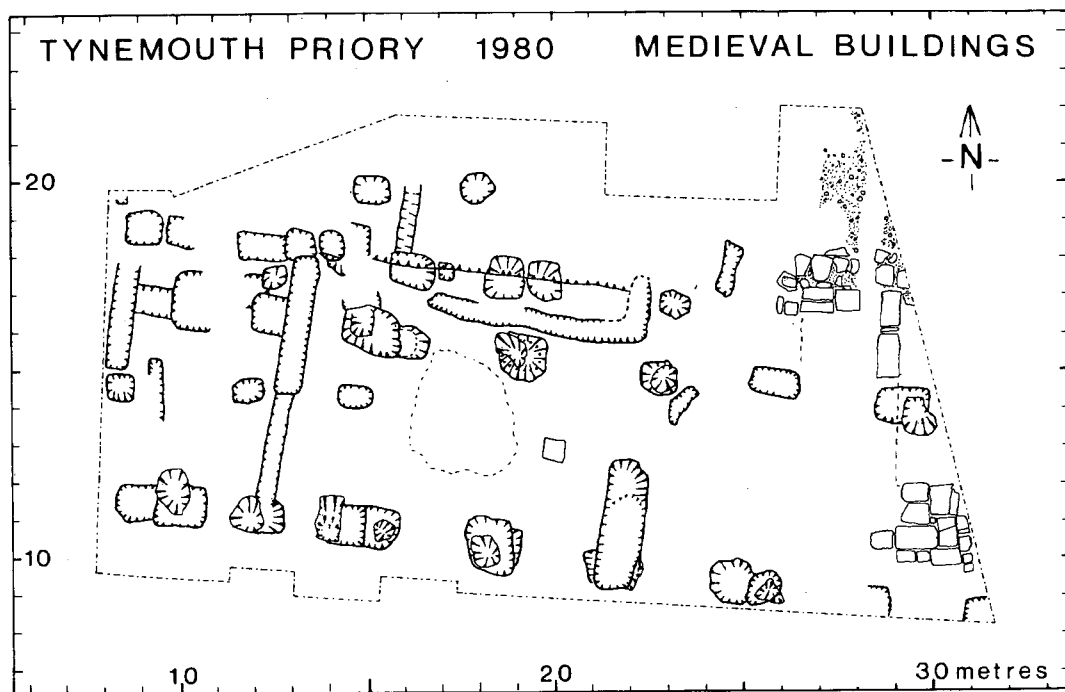 TYNEMOUTH PRIORY 1980 MEDIEVAL BUILDINGS
-N-
20
10
10 20 30 metres